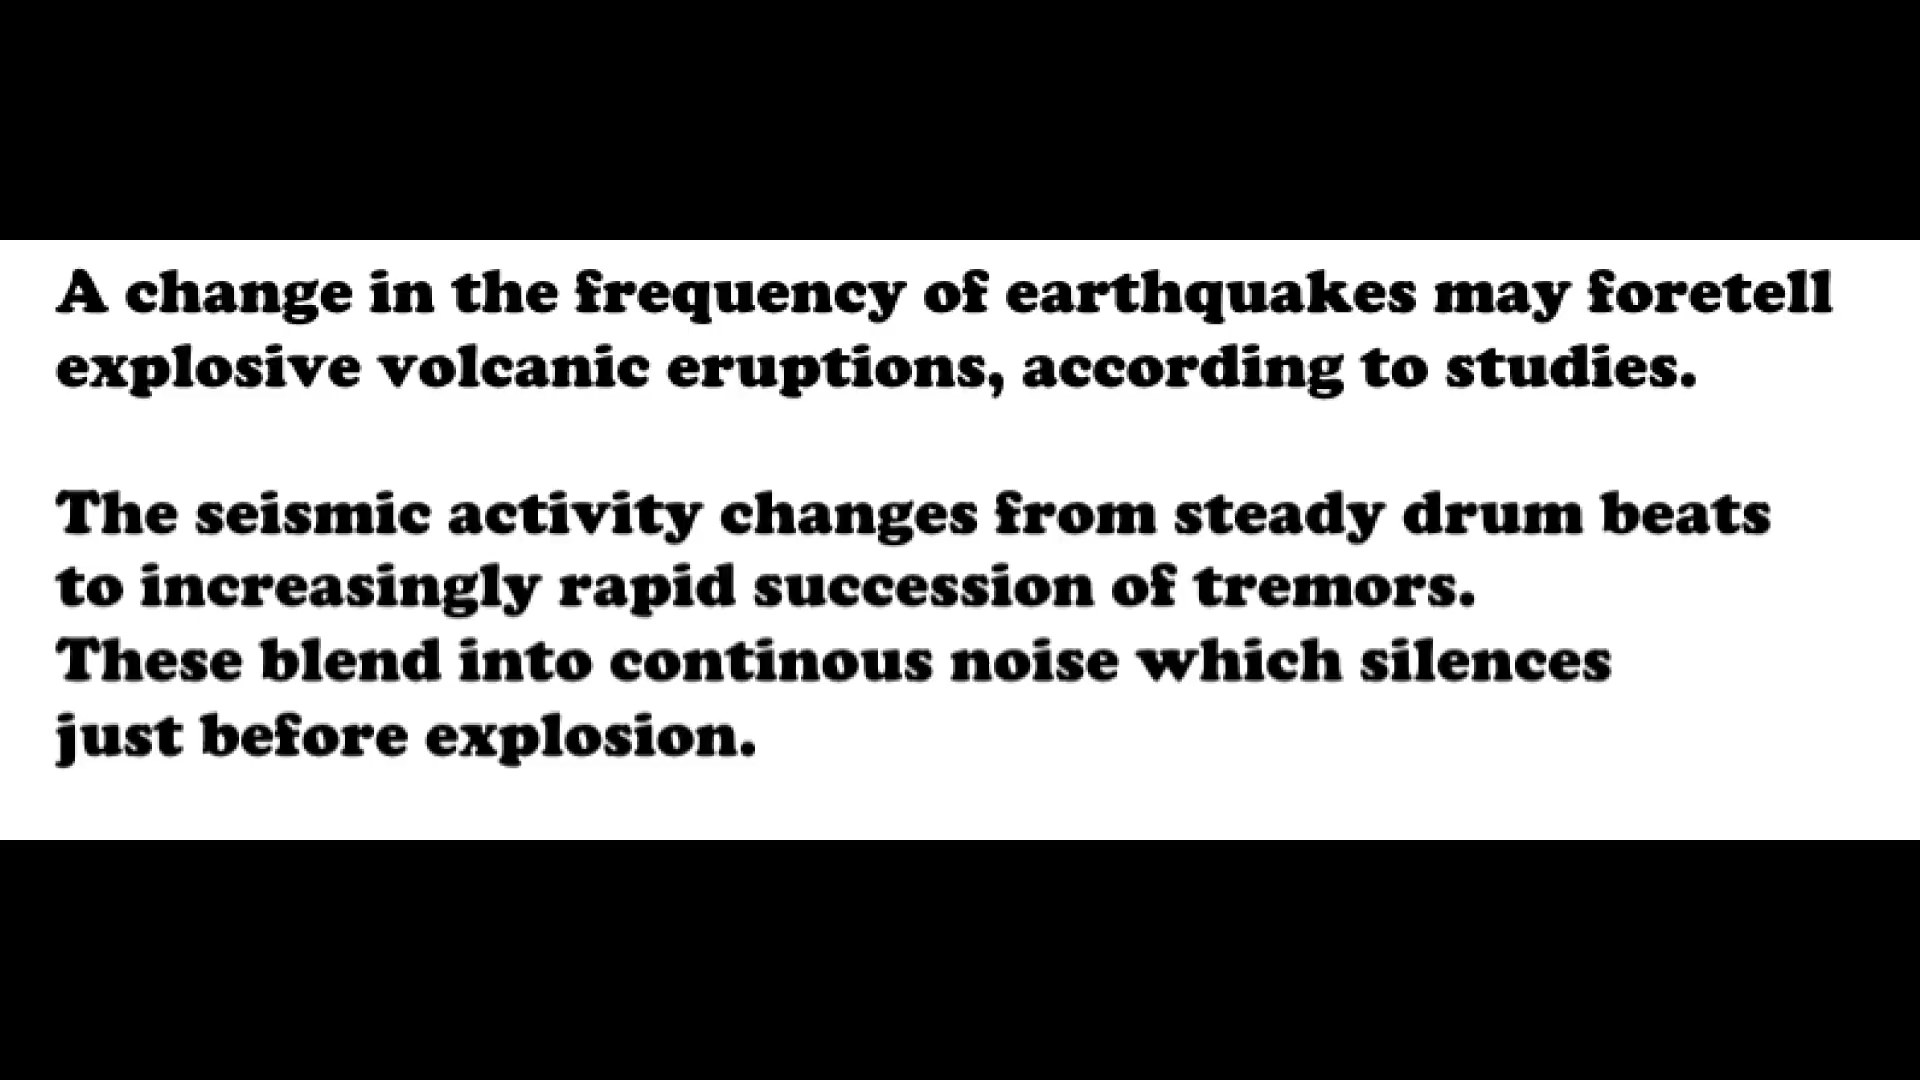 A change in the frequency of earthquakes may foretell
explosive volcanic eruptions, according to studies.
The seismic activity changes from steady drum beats
to increasingly rapid succession of tremors.
These blend into continous noise which silences
just before explosion.